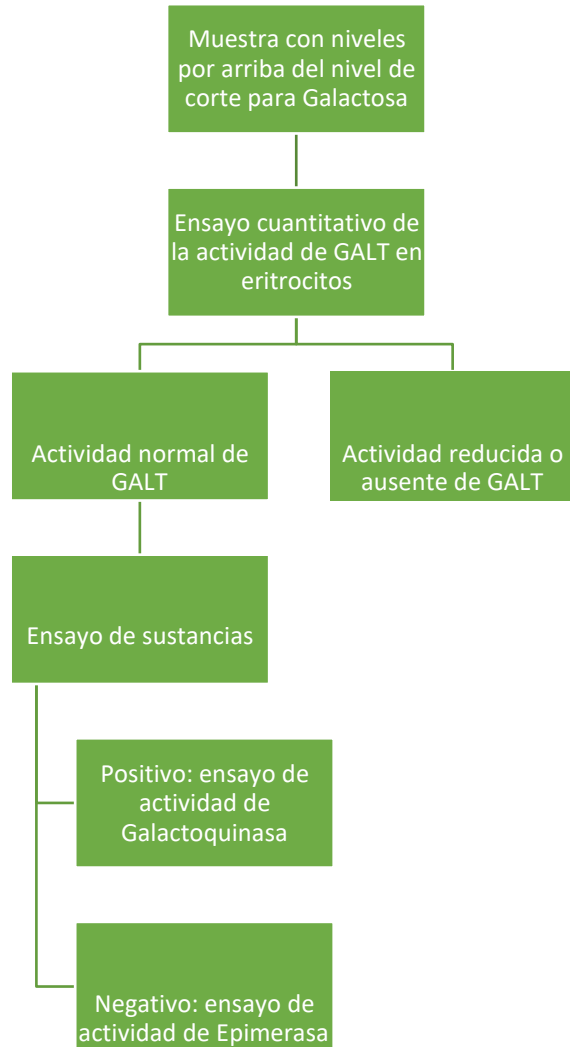 Muestra con niveles
por arriba del nivel de
corte para Galactosa
Ensayo cuantitativo de
la actividad de GALT en
eritrocitos
Actividad normal de
GALT
Actividad reducida o
ausente de GALT
Ensayo de sustancias
Positivo: ensayo de
actividad de
Galactoquinasa
Negativo: ensayo de
actividad de Epimerasa